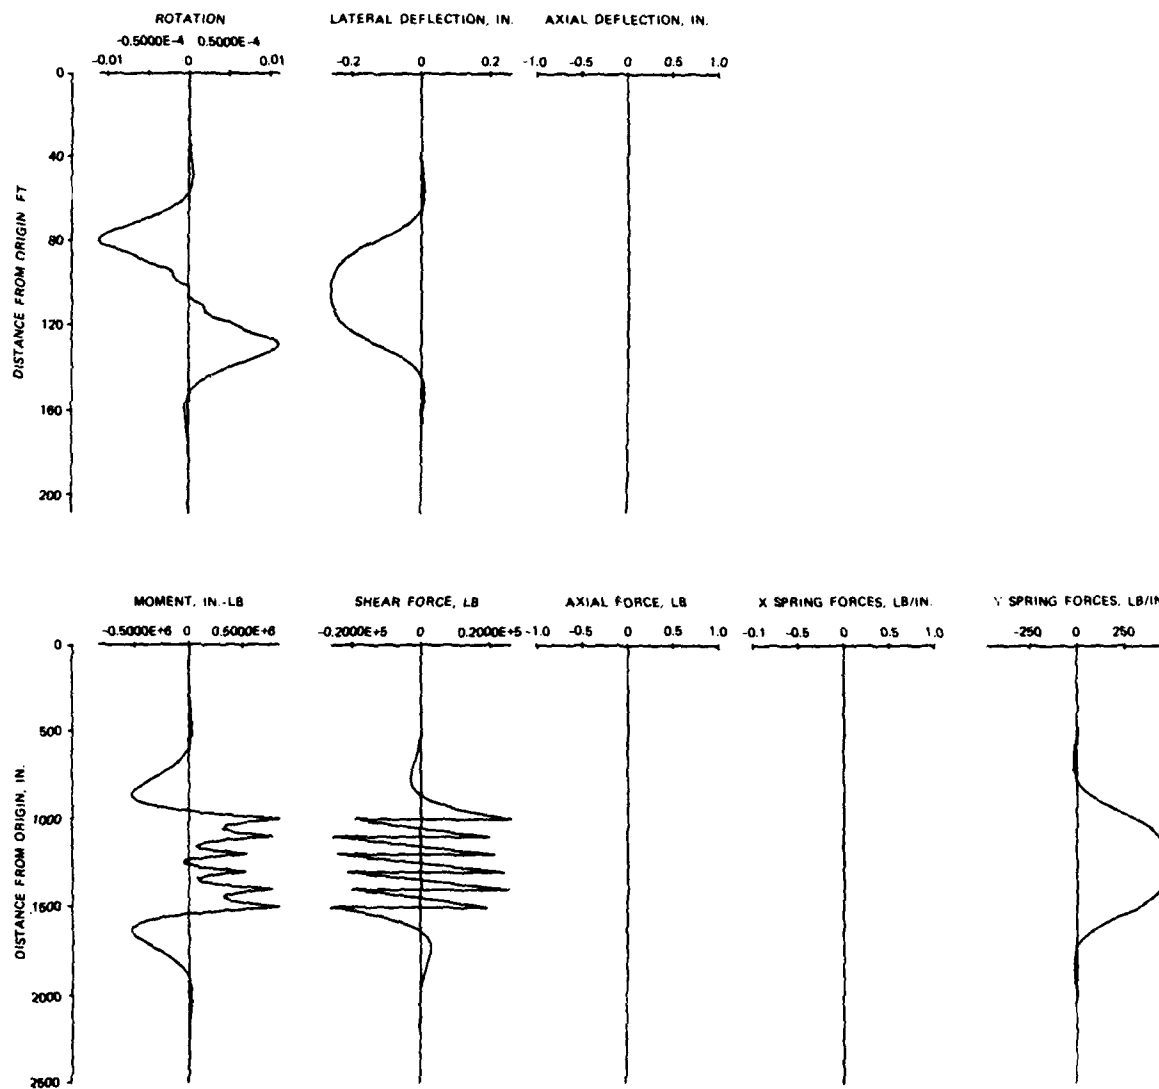 ROTATION LATERAL DEFLECTION, IN. AXIAL DEFLECTION, IN.
-0.5000E-4 0.5000E-4
-0.01 0 0.01 -0.2 0 0.2 -1.0 -0.5 0 0.5 1.0
0
40
80
120
160
200
DISTANCE FROM ORIGIN FT
MOMENT, IN.-LB SHEAR FORCE, LB AXIAL FORCE, LB X SPRING FORCES, LB/IN. Y SPRING FORCES, LB/IN
-0.5000E+6 0.5000E+6 -0.2000E+5 0.2000E+5
0 0 -1.0 -0.5 0 0.5 1.0 -0.1 -0.5 0 0.5 1.0 -250 0 250
0
500
1000
1500
2000
2500
DISTANCE FROM ORIGIN, IN.